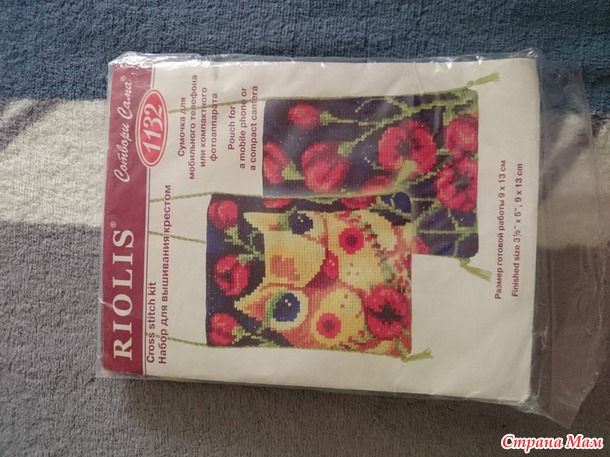 RIOLIS®
Сотвори Сама®
Cross stitch kit
Набор для вышивания крестом
1132
Сумочка для
мобильного телефона
или компактного
фотоаппарата
Pouch for
a mobile phone or
a compact camera
Размер готовой работы 9 x 13 см
Finished size 3½" x 5", 9 x 13 cm
Страна Мам